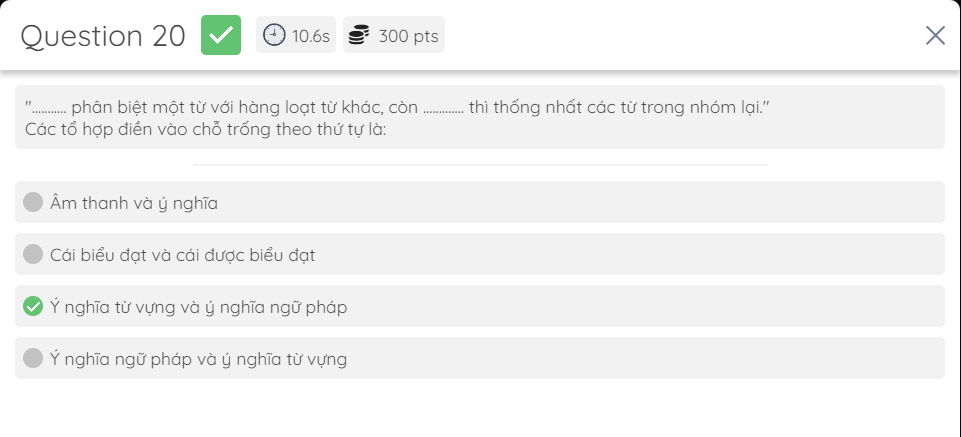 Question 20
10.6s
300 pts
"........... phân biệt một từ với hàng loạt từ khác, còn ............. thì thống nhất các từ trong nhóm lại."
Các tổ hợp điền vào chỗ trống theo thứ tự là:
Âm thanh và ý nghĩa
Cái biểu đạt và cái được biểu đạt
Ý nghĩa từ vựng và ý nghĩa ngữ pháp
Ý nghĩa ngữ pháp và ý nghĩa từ vựng